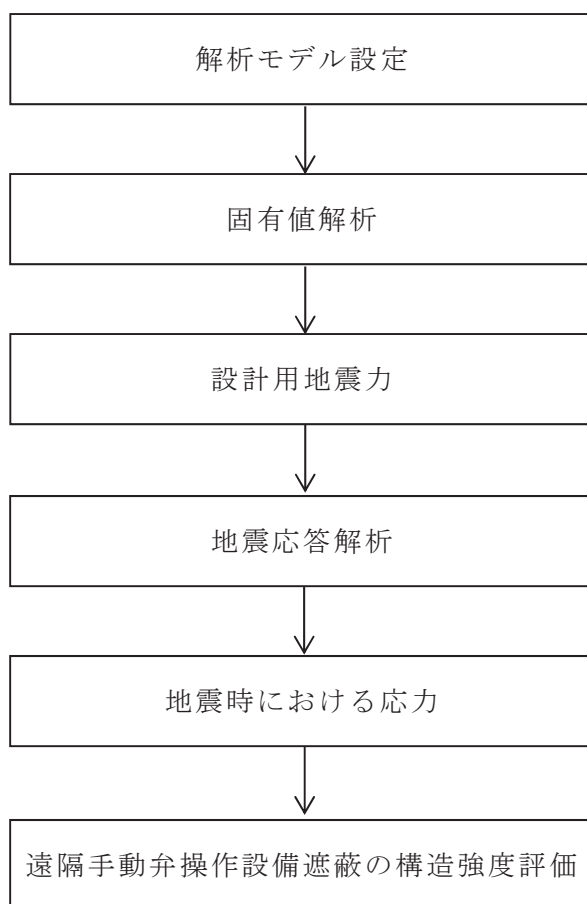 解析モデル設定
固有値解析
設計用地震力
地震応答解析
地震時における応力
遠隔手動弁操作設備遮蔽の構造強度評価